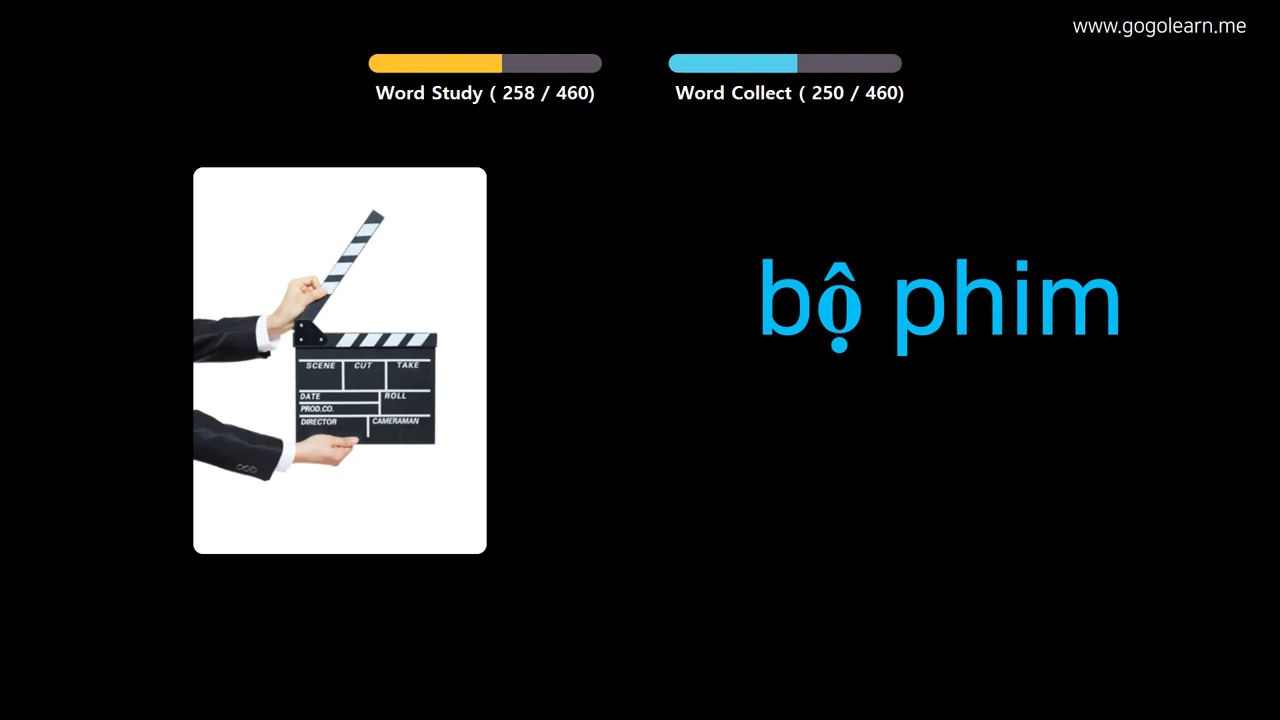 www.gogolearn.me
Word Study ( 258 / 460)
Word Collect ( 250 / 460)
bộ phim
SCENE CUT TAKE
DATE ROLL
PROD.CO.
DIRECTOR CAMERAMAN